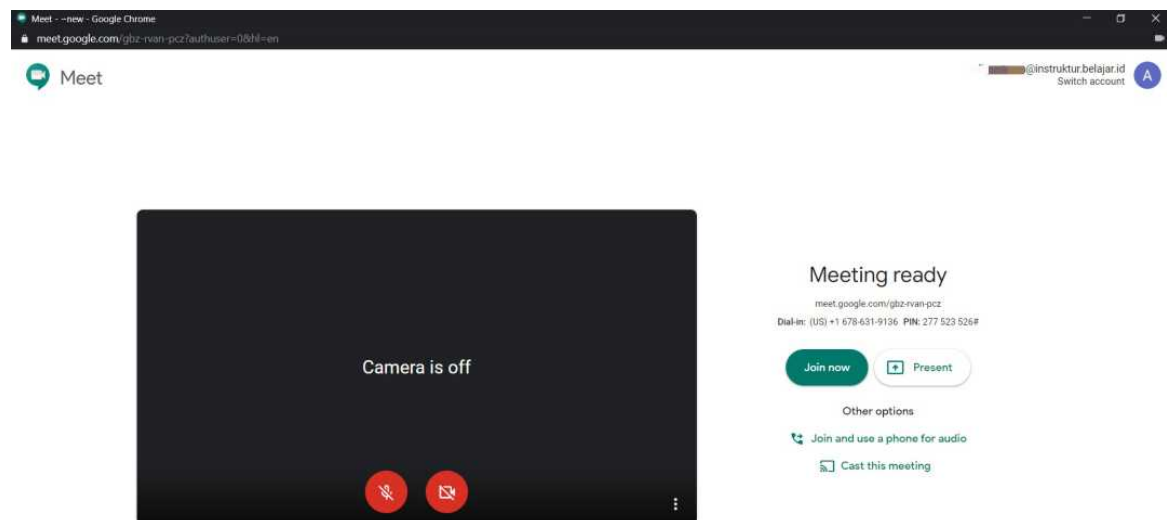 Meet - ~new - Google Chrome
meet.google.com/gbz-rvan-pcz?authuser=0&hl=en
Meet
@instruktur.belajar.id
Switch account
A
Camera is off
Meeting ready
meet.google.com/gbz-rvan-pcz
Dial-in: (US) +1 678-631-9136 PIN: 277 523 526#
Join now
Present
Other options
Join and use a phone for audio
Cast this meeting